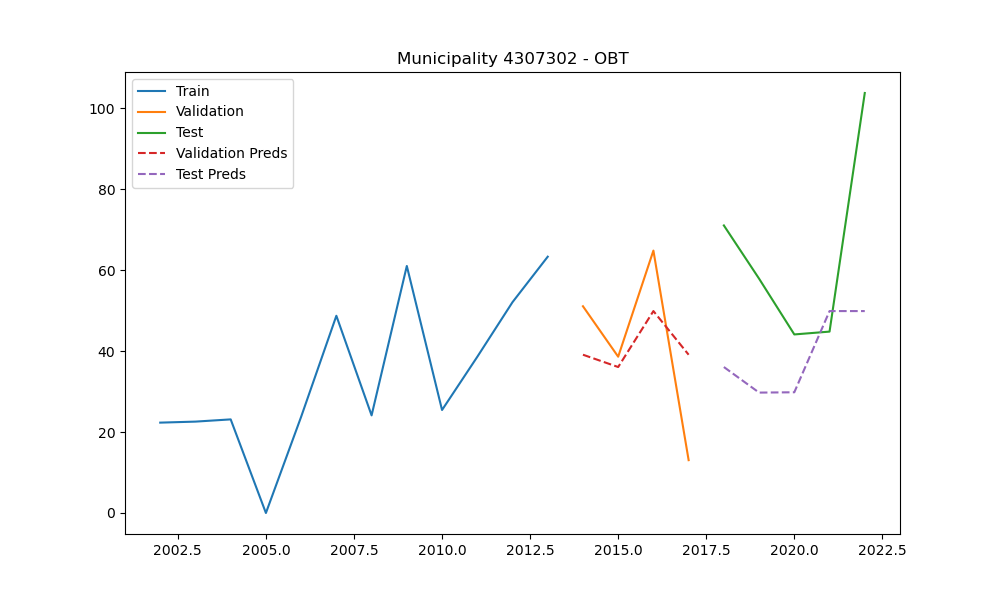 Municipality 4307302 - OBT
Train
Validation
Test
Validation Preds
Test Preds
100
80
60
40
20
0
2002.5 2005.0 2007.5 2010.0 2012.5 2015.0 2017.5 2020.0 2022.5